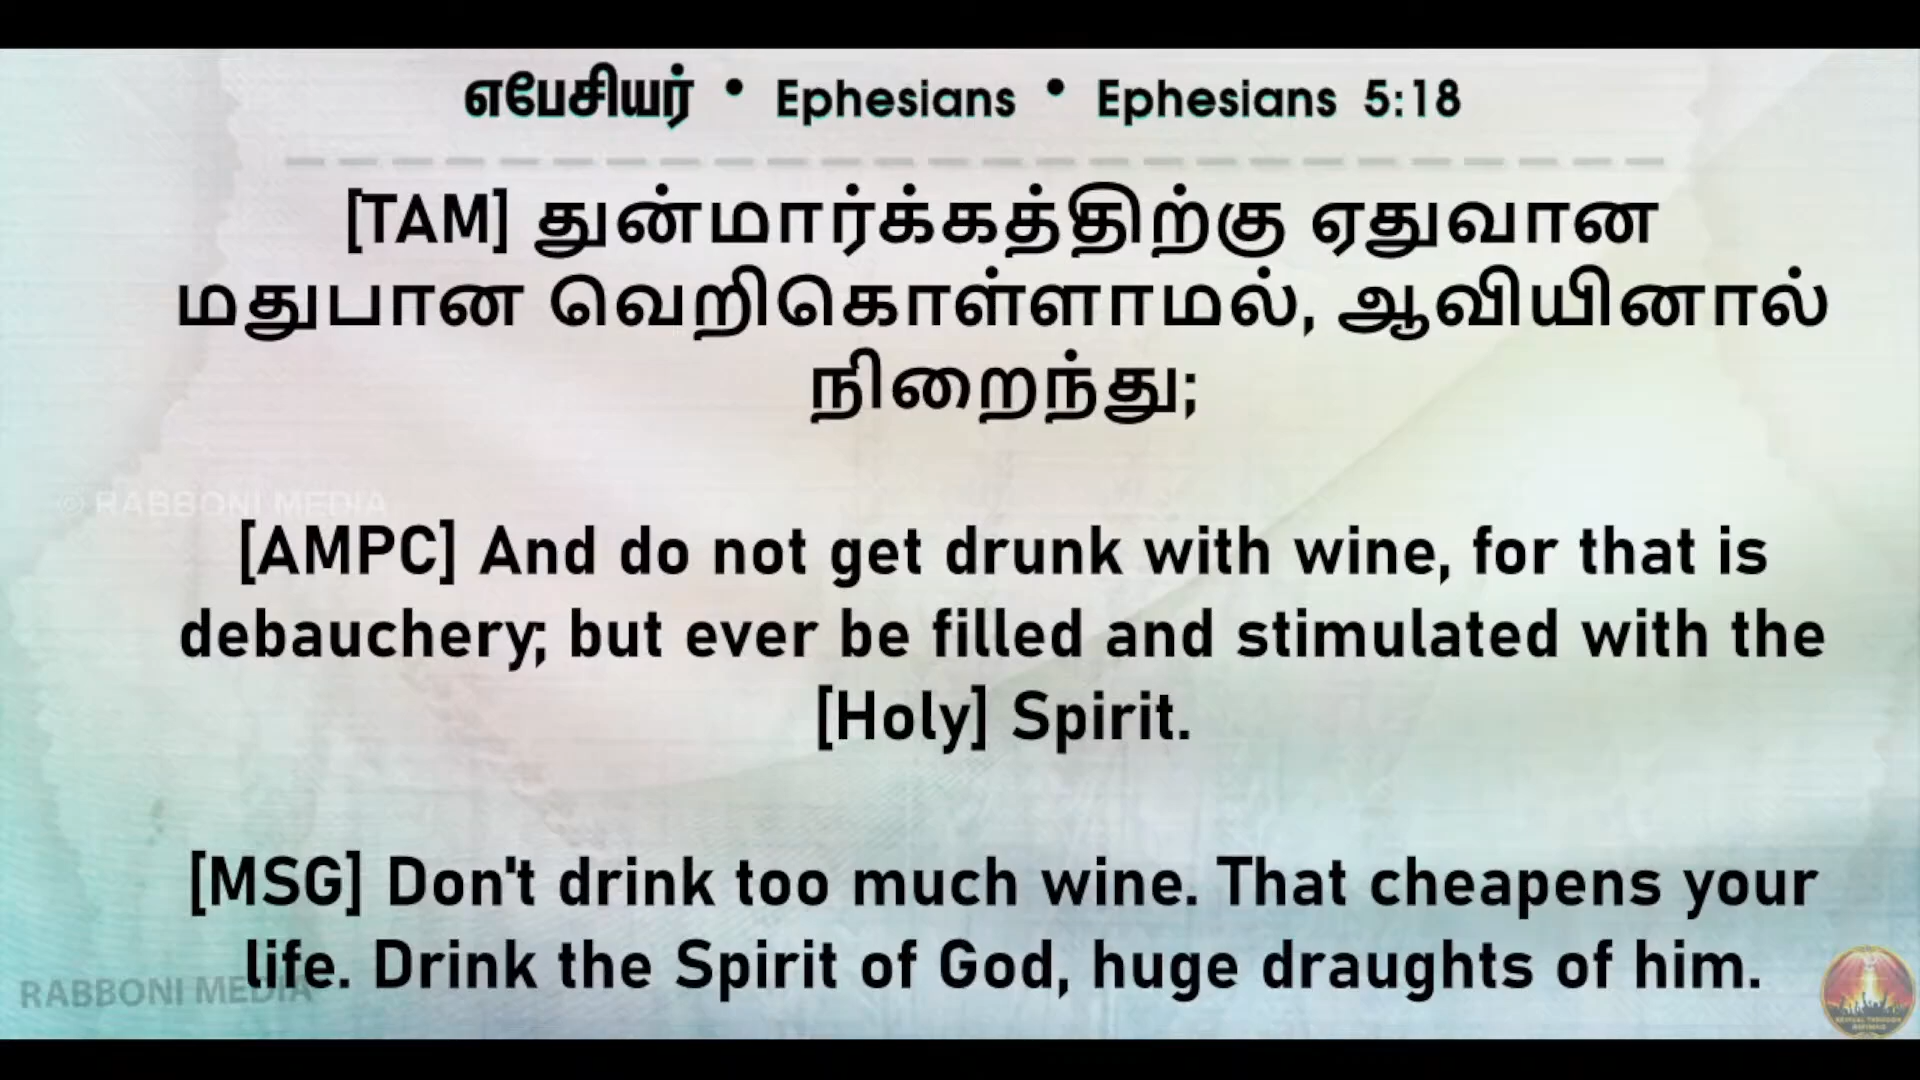 எபேசியர் • Ephesians • Ephesians 5:18
[TAM] துன்மார்க்கத்திற்கு ஏதுவான
மதுபான வெறிகொள்ளாமல், ஆவியினால்
நிறைந்து;
© RABBONI MEDIA
[AMPC] And do not get drunk with wine, for that is
debauchery; but ever be filled and stimulated with the
[Holy] Spirit.
[MSG] Don't drink too much wine. That cheapens your
life. Drink the Spirit of God, huge draughts of him.
RABBONI MEDIA